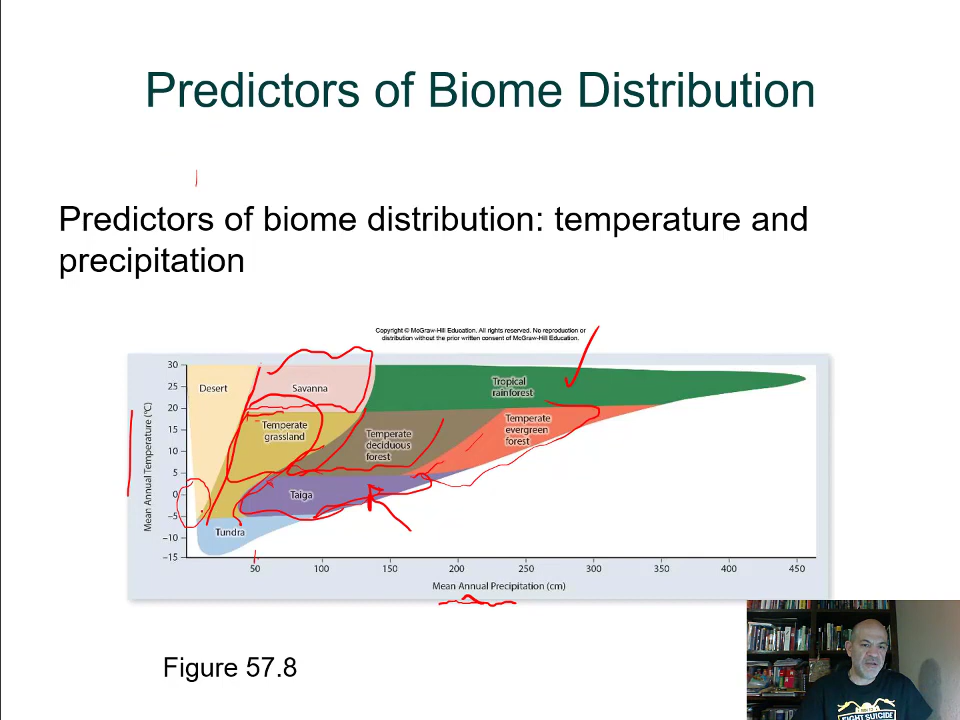 Predictors of Biome Distribution
Predictors of biome distribution: temperature and
precipitation
Copyright © McGraw-Hill Education. All rights reserved. No reproduction or
distribution without the prior written consent of McGraw-Hill Education.
Mean Annual Temperature (°C)
30
25
20
15
10
5
0
–5
–10
–15
Desert
Savanna
Tropical
rainforest
Temperate
grassland
Temperate
deciduous
forest
Temperate
evergreen
forest
Taiga
Tundra
50 100 150 200 250 300 350 400 450
Mean Annual Precipitation (cm)
Figure 57.8
FIGHT SUICIDE